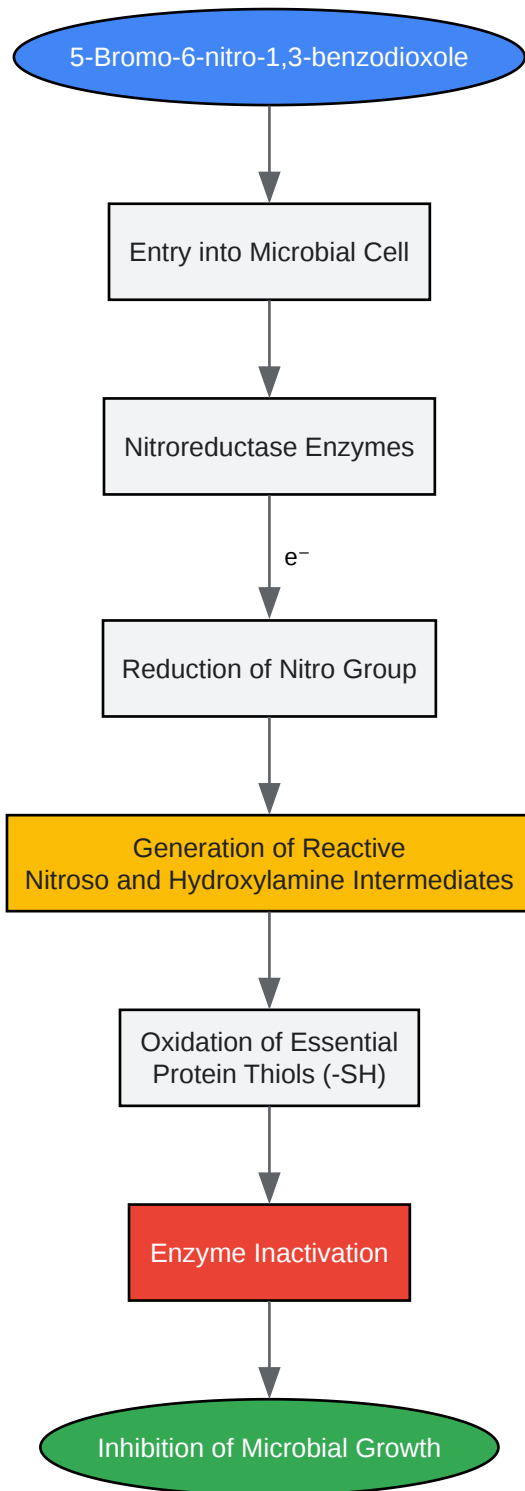 5-Bromo-6-nitro-1,3-benzodioxole
Entry into Microbial Cell
Nitroreductase Enzymes
e⁻
Reduction of Nitro Group
Generation of Reactive
Nitroso and Hydroxylamine Intermediates
Oxidation of Essential
Protein Thiols (-SH)
Enzyme Inactivation
Inhibition of Microbial Growth